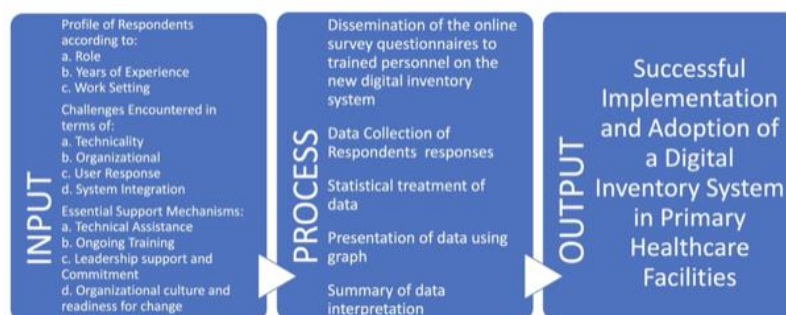 INPUT
Profile of Respondents
according to:
a. Role
b. Years of Experience
c. Work Setting
Challenges Encountered in
terms of:
a. Technicality
b. Organizational
c. User Response
d. System Integration
Essential Support Mechanisms:
a. Technical Assistance
b. Ongoing Training
c. Leadership support and
Commitment
d. Organizational culture and
readiness for change
PROCESS
Dissemination of the online
survey questionnaires to
trained personnel on the
new digital inventory
system
Data Collection of
Respondents responses
Statistical treatment of
data
Presentation of data using
graph
Summary of data
interpretation
OUTPUT
Successful
Implementation
and Adoption of
a Digital
Inventory System
in Primary
Healthcare
Facilities